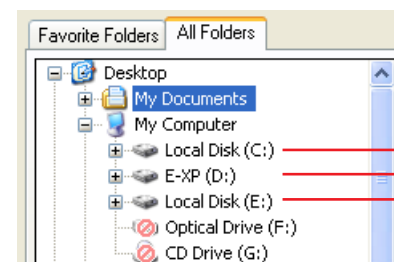 Favorite Folders All Folders
Desktop
My Documents
My Computer
Local Disk (C:)
E-XP (D:)
Local Disk (E:)
Optical Drive (F:)
CD Drive (G:)